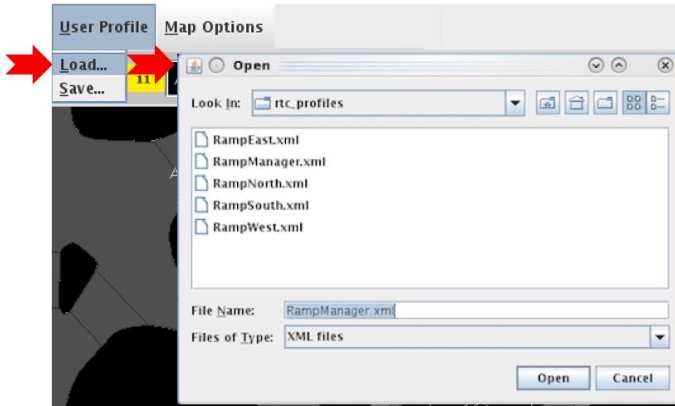 User Profile Map Options
Load...
Save...
11
A
Open
Look In: rtc_profiles
RampEast.xml
RampManager.xml
RampNorth.xml
RampSouth.xml
RampWest.xml
File Name: RampManager.xml
Files of Type: XML files
Open Cancel